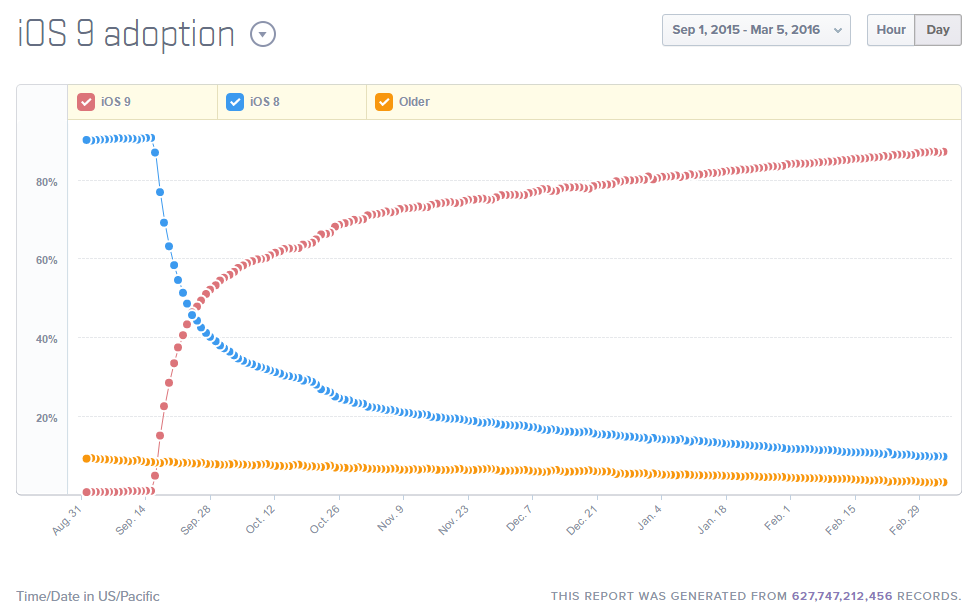 iOS 9 adoption
Sep 1, 2015 - Mar 5, 2016
Hour
Day
iOS 9
iOS 8
Older
80%
60%
40%
20%
Aug. 31
Sep. 14
Sep. 28
Oct. 12
Oct. 26
Nov. 9
Nov. 23
Dec. 7
Dec. 21
Jan. 4
Jan. 18
Feb. 1
Feb. 15
Feb. 29
Time/Date in US/Pacific
THIS REPORT WAS GENERATED FROM 627,747,212,456 RECORDS.